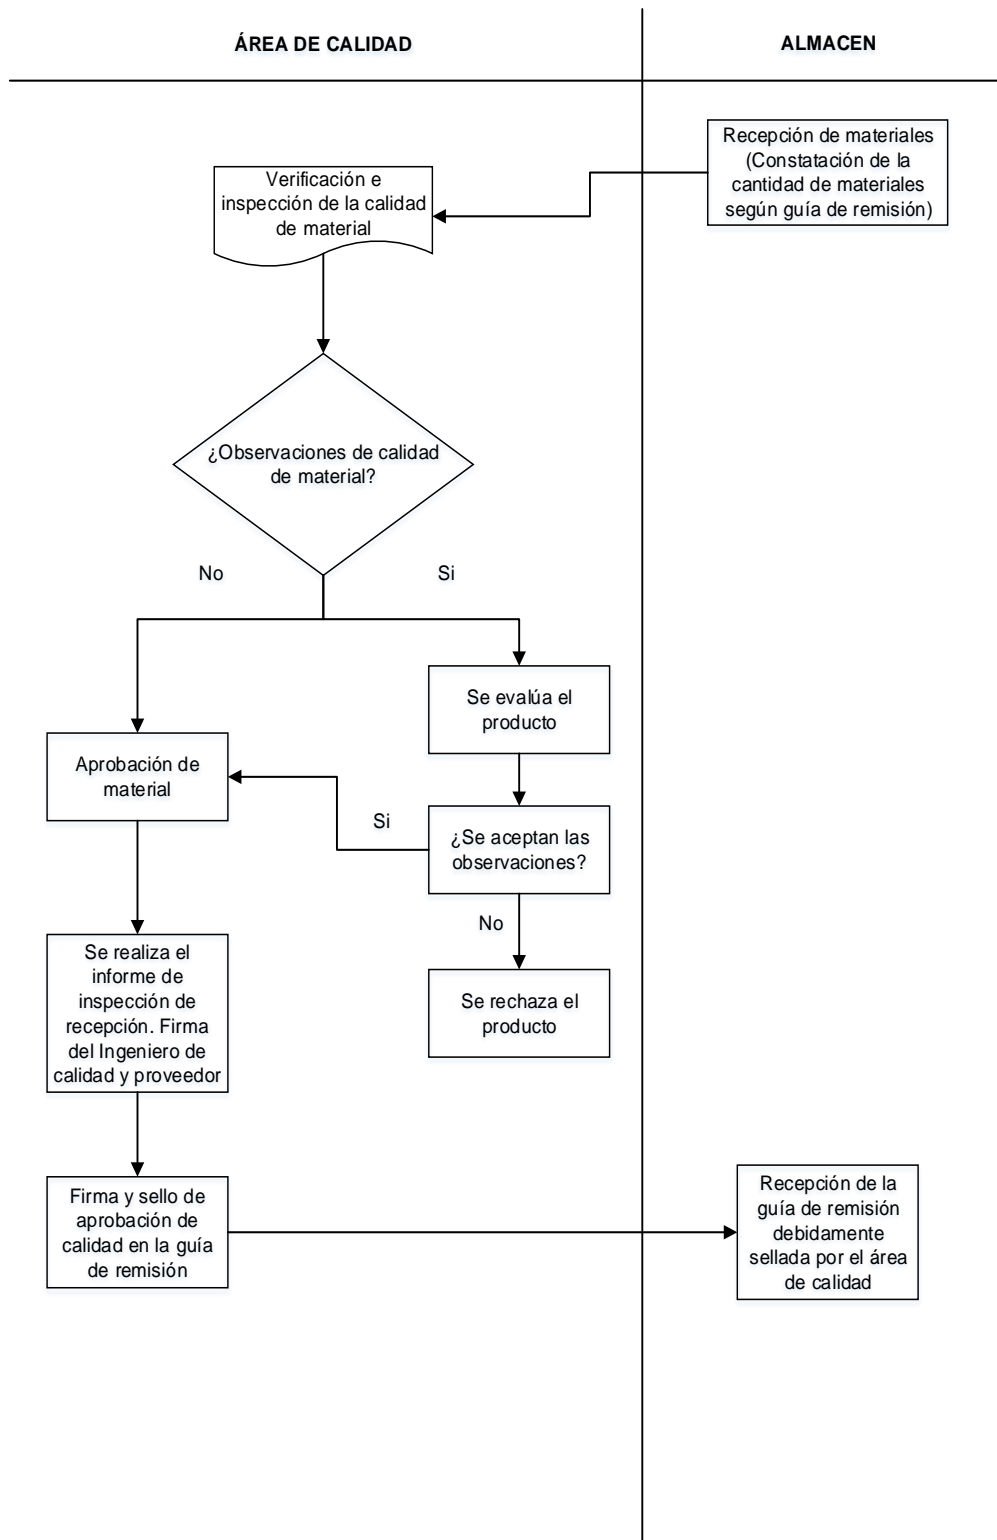 ÁREA DE CALIDAD
ALMACEN
Recepción de materiales
(Constatación de la
cantidad de materiales
según guía de remisión)
Verificación e
inspección de la calidad
de material
¿Observaciones de calidad
de material?
No
Si
Se evalúa el
producto
Aprobación de
material
Si
¿Se aceptan las
observaciones?
No
Se realiza el
informe de
inspección de
recepción. Firma
del Ingeniero de
calidad y proveedor
Se rechaza el
producto
Firma y sello de
aprobación de
calidad en la guía
de remisión
Recepción de la
guía de remisión
debidamente
sellada por el área
de calidad